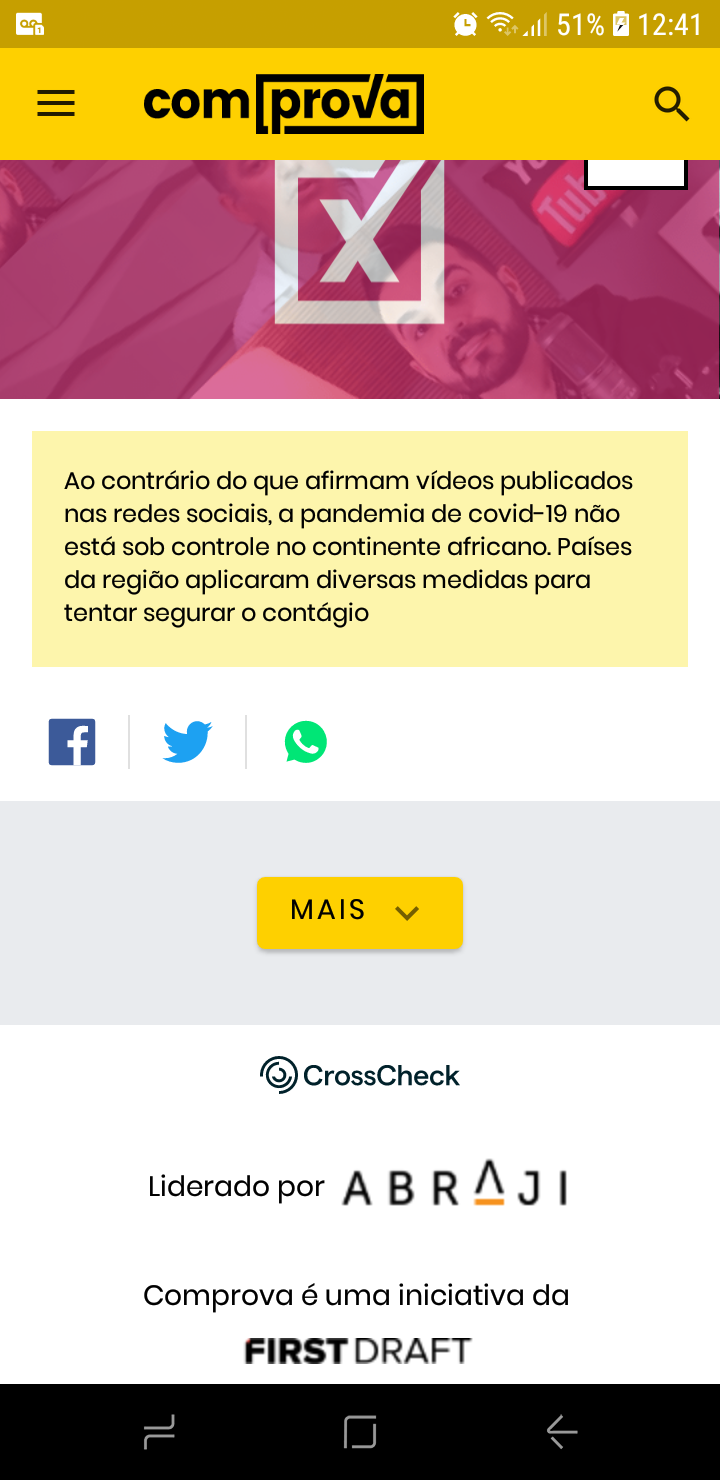 51% 12:41
comprova
You
Tube
x
Ao contrário do que afirmam vídeos publicados
nas redes sociais, a pandemia de covid-19 não
está sob controle no continente africano. Países
da região aplicaram diversas medidas para
tentar segurar o contágio
MAIS
CrossCheck
Liderado por ABRAJI
Comprova é uma iniciativa da
FIRST DRAFT